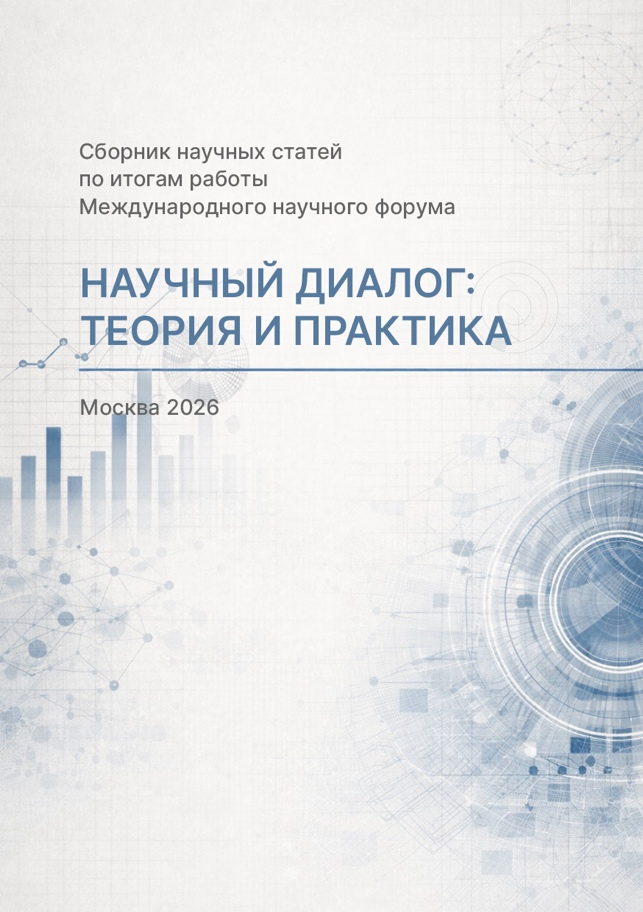 Сборник научных статей
по итогам работы
Международного научного форума
НАУЧНЫЙ ДИАЛОГ:
ТЕОРИЯ И ПРАКТИКА
Москва 2026